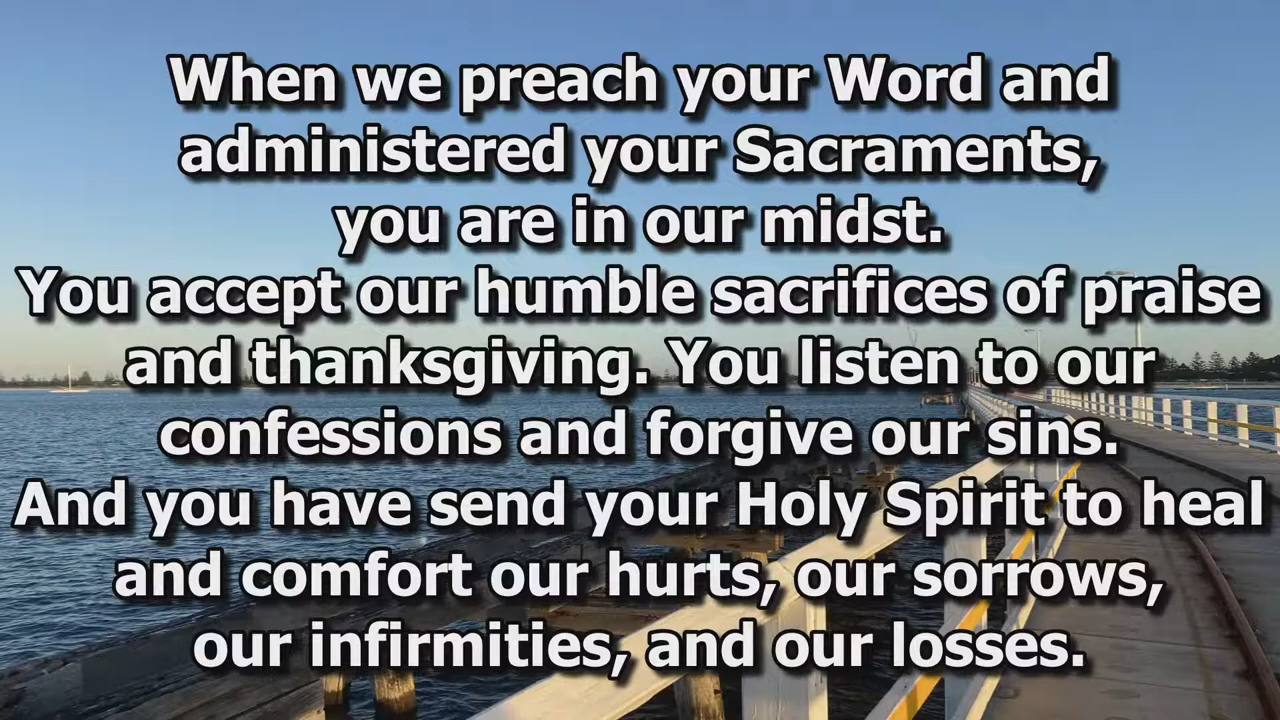 When we preach your Word and
administered your Sacraments,
you are in our midst.
You accept our humble sacrifices of praise
and thanksgiving. You listen to our
confessions and forgive our sins.
And you have send your Holy Spirit to heal
and comfort our hurts, our sorrows,
our infirmities, and our losses.